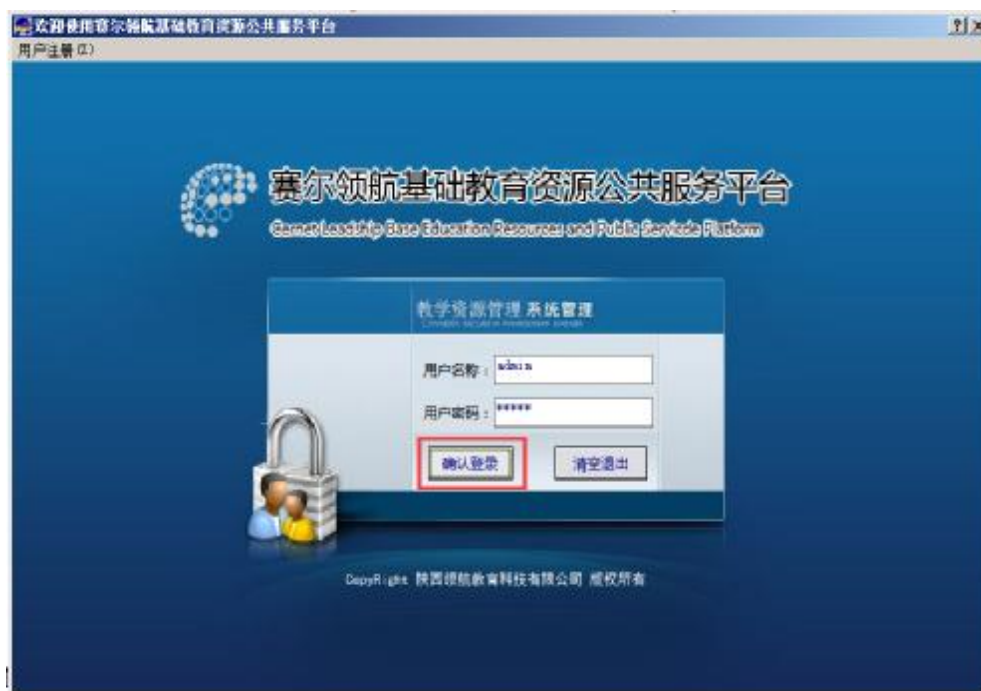 欢迎使用赛尔领航基础教育资源公共服务平台
用户注册(Z)
赛尔领航基础教育资源公共服务平台
Cernet Leadship Base Education Resources and Public Servicde Platform
教学资源管理 系统管理
用户名称: admin
用户密码: *****
确认登录 清空退出
CopyRight 陕西领航教育科技有限公司 版权所有